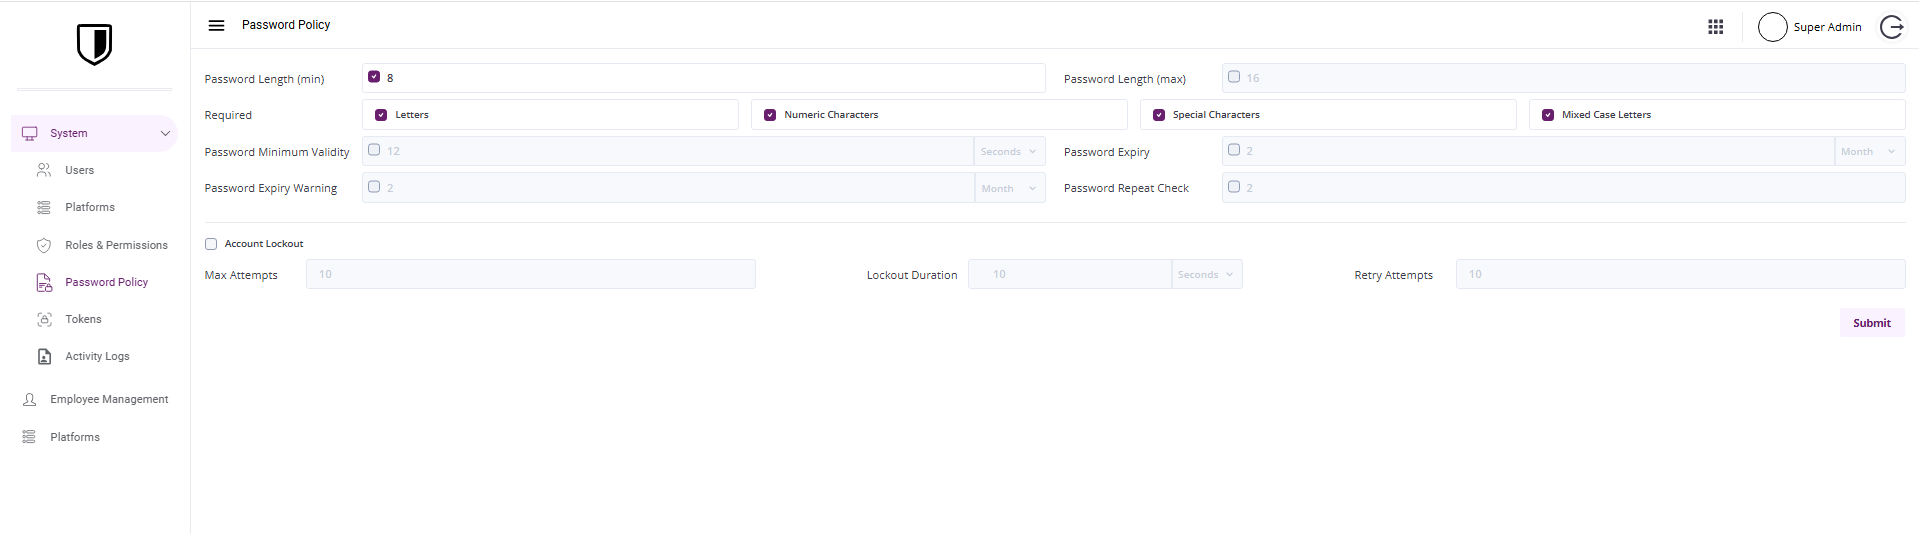 Password Policy
Super Admin
System
Users
Platforms
Roles & Permissions
Password Policy
Tokens
Activity Logs
Employee Management
Platforms
Password Length (min) 8 Password Length (max) 16
Required Letters Numeric Characters Special Characters Mixed Case Letters
Password Minimum Validity 12 Seconds Password Expiry 2 Month
Password Expiry Warning 2 Month Password Repeat Check 2
Account Lockout
Max Attempts 10 Lockout Duration 10 Seconds Retry Attempts 10
Submit